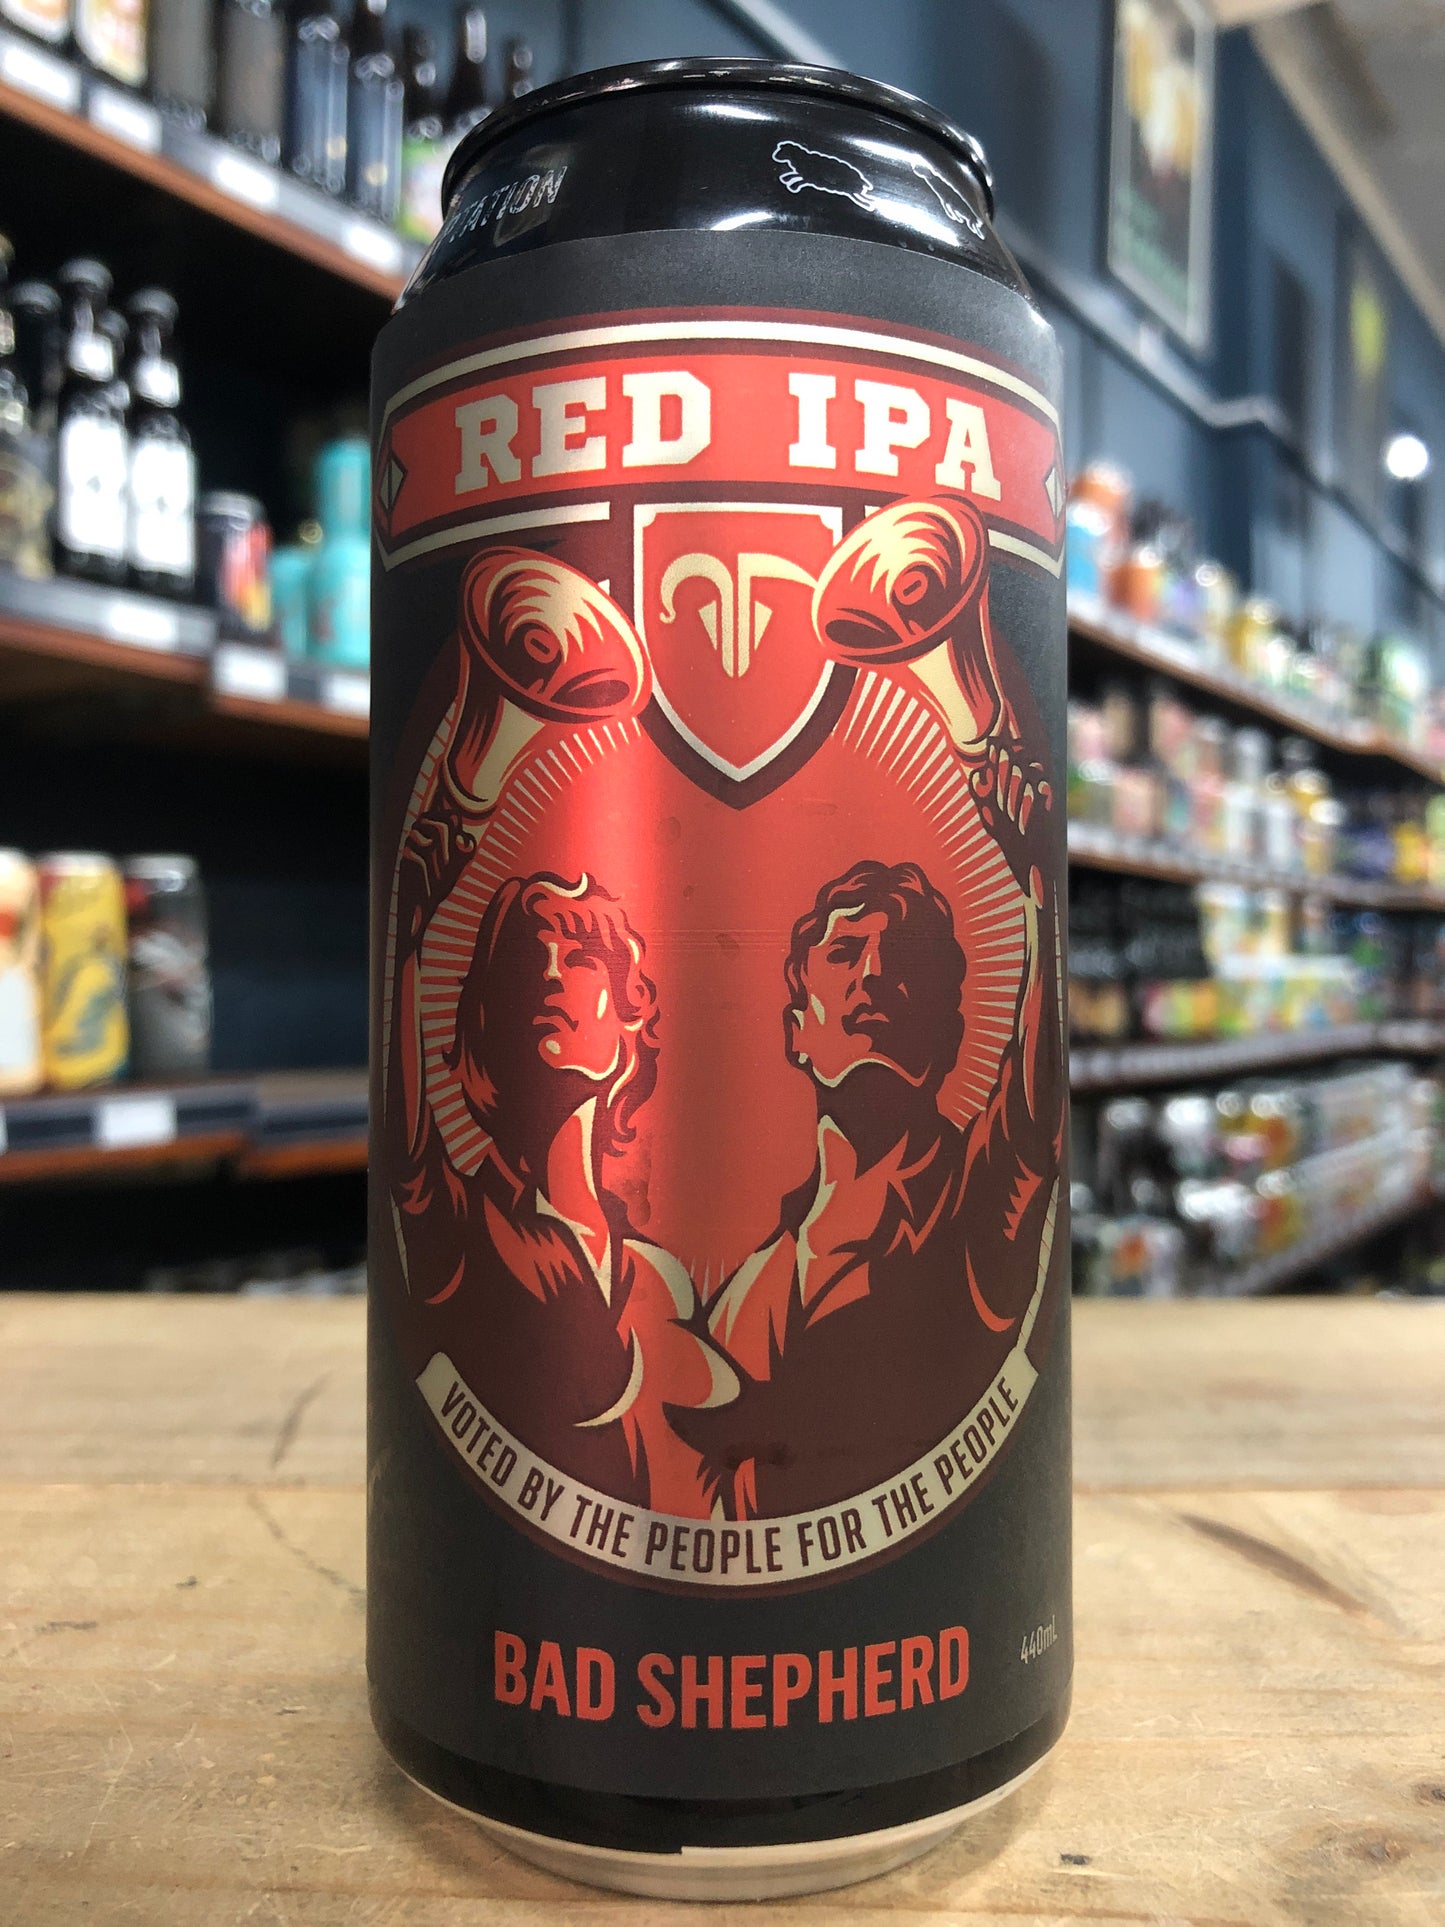 RED IPA
VOTED BY THE PEOPLE FOR THE PEOPLE
BAD SHEPHERD
440mL